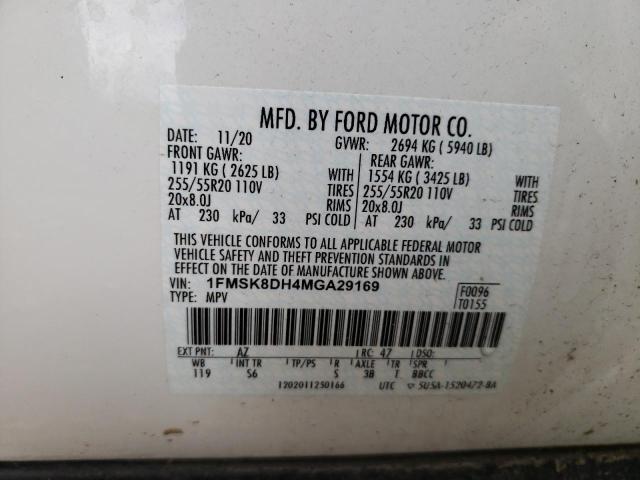 MFD. BY FORD MOTOR CO.
DATE: 11/20 GVWR: 2694 KG ( 5940 LB)
FRONT GAWR: REAR GAWR:
1191 KG ( 2625 LB) WITH 1554 KG ( 3425 LB) WITH
255/55R20 110V TIRES 255/55R20 110V TIRES
20x8.0J RIMS 20x8.0J RIMS
AT 230 kPa/ 33 PSI COLD AT 230 kPa/ 33 PSI COLD
THIS VEHICLE CONFORMS TO ALL APPLICABLE FEDERAL MOTOR
VEHICLE SAFETY AND THEFT PREVENTION STANDARDS IN
EFFECT ON THE DATE OF MANUFACTURE SHOWN ABOVE.
VIN: 1FMSK8DH4MGA29169 F0096
TYPE: MPV T0155
EXT PNT: AZ RC: 47 DSO:
WB INT TR TP/PS R AXLE TR SPR
119 S6 5 3B T BBCC
1202011250166 UTC 5USA-1520472-BA